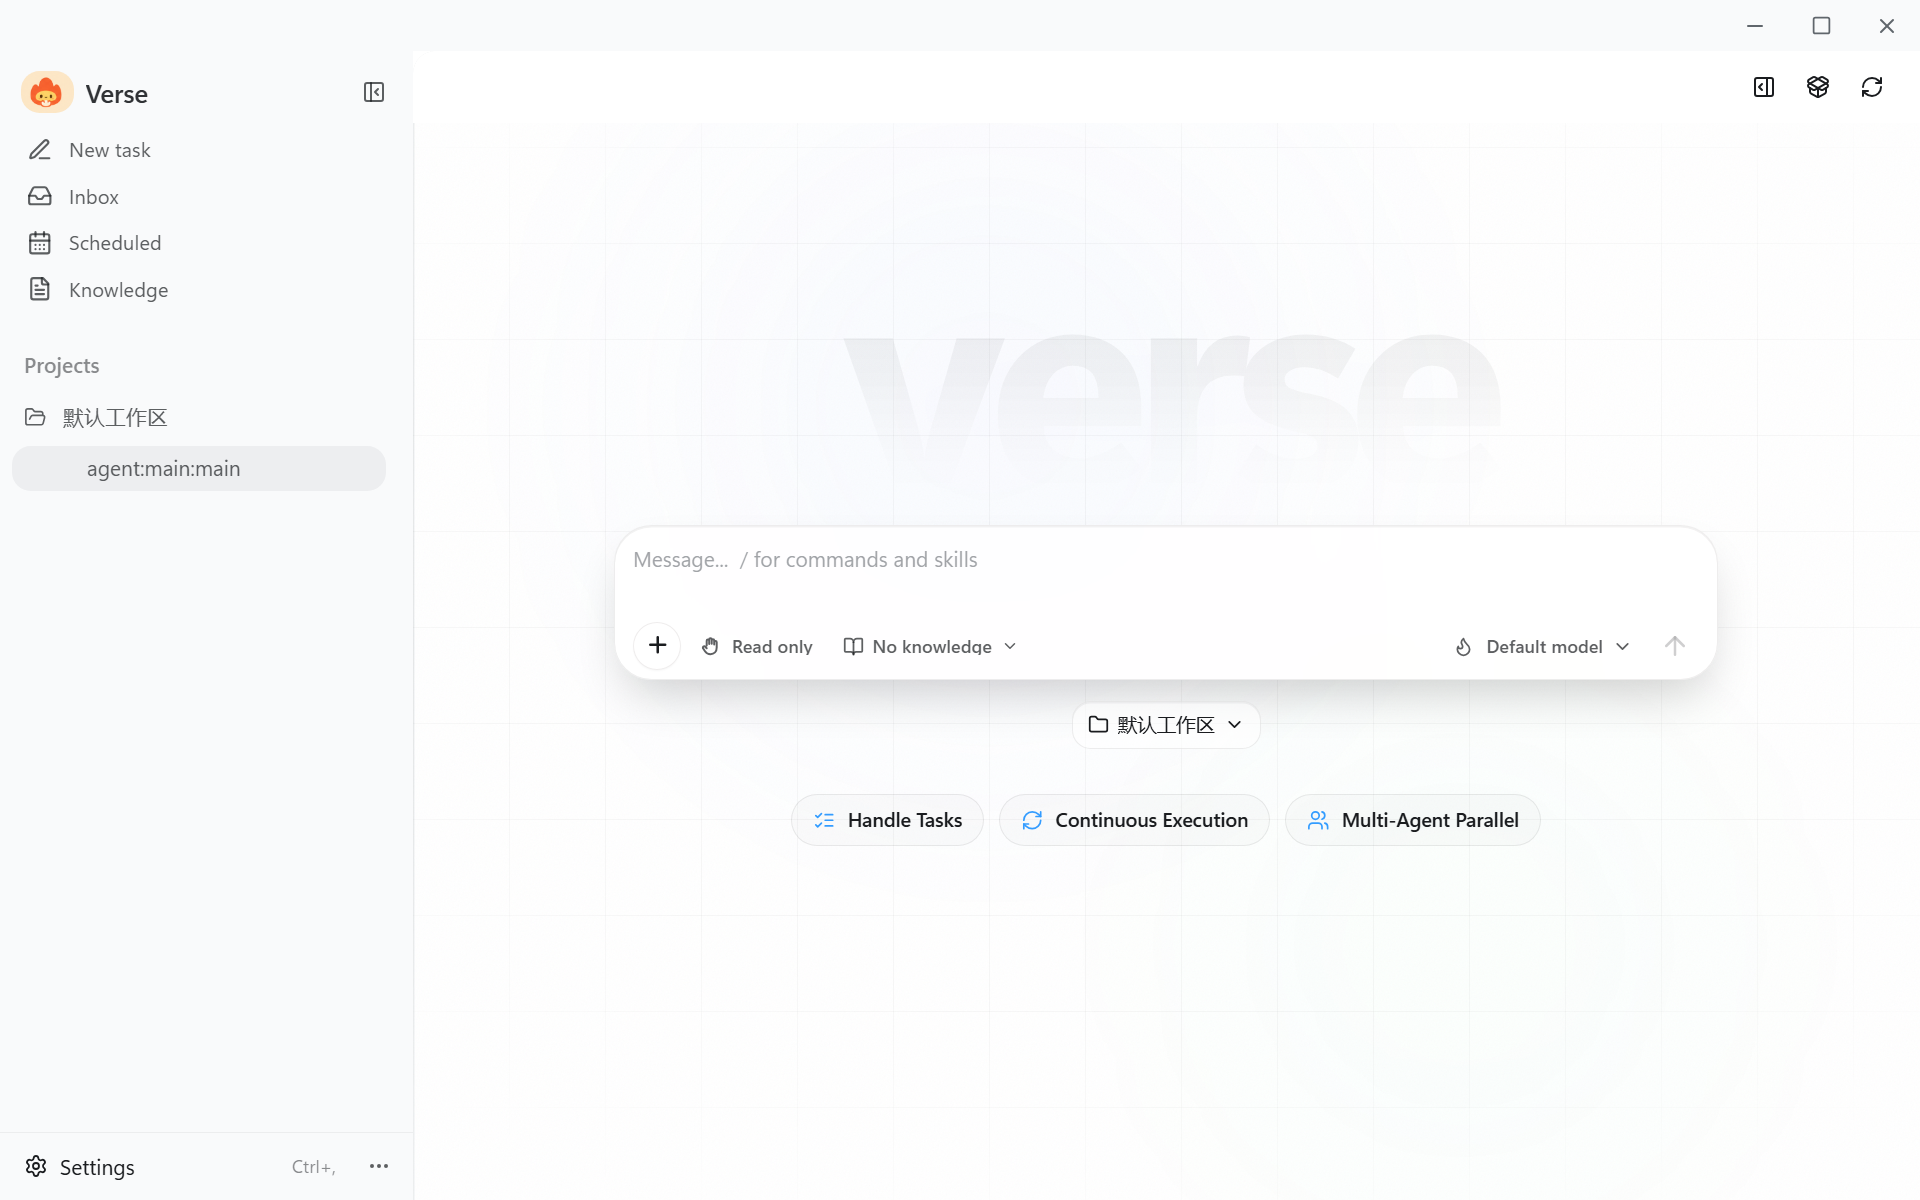 Verse
New task
Inbox
Scheduled
Knowledge
Projects
默认工作区
agent:main:main
Settings
Ctrl+,
verse
Message... / for commands and skills
Read only
No knowledge
Default model
默认工作区
Handle Tasks
Continuous Execution
Multi-Agent Parallel